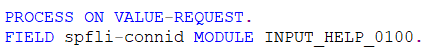 PROCESS ON VALUE-REQUEST.
FIELD spfli-connid MODULE INPUT_HELP_0100.